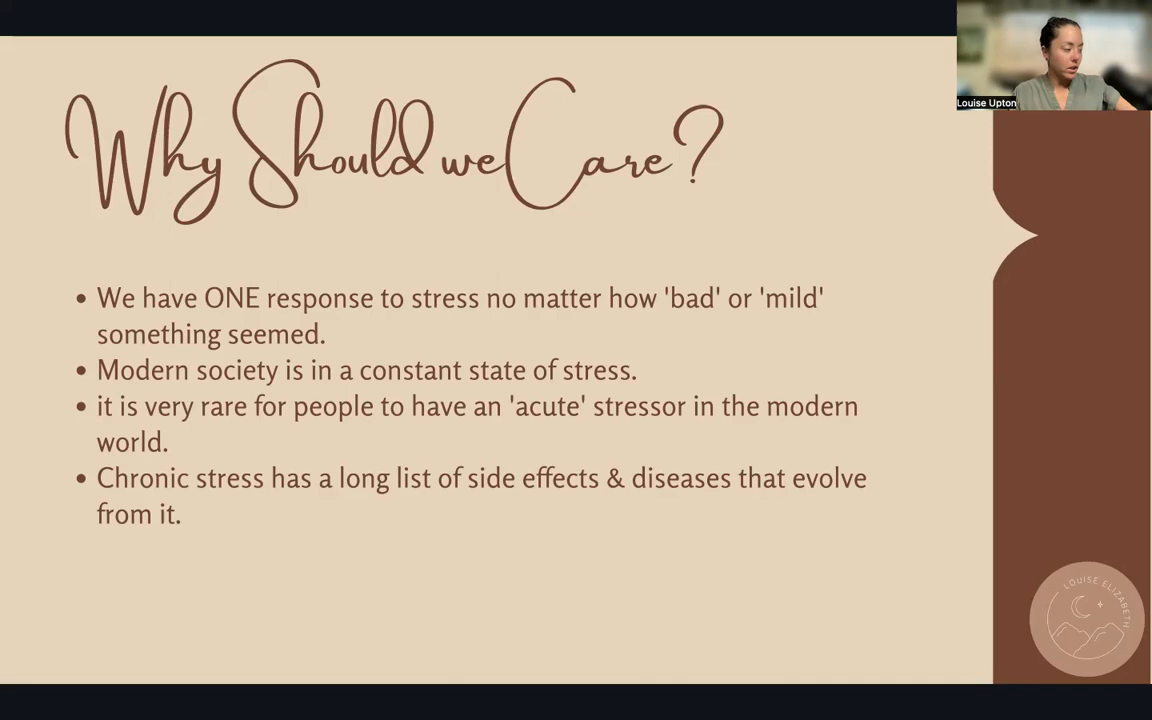 Louise Upton
Why Should we Care?
• We have ONE response to stress no matter how 'bad' or 'mild'
something seemed.
• Modern society is in a constant state of stress.
• it is very rare for people to have an 'acute' stressor in the modern
world.
• Chronic stress has a long list of side effects & diseases that evolve
from it.
LOUISE ELIZABETH